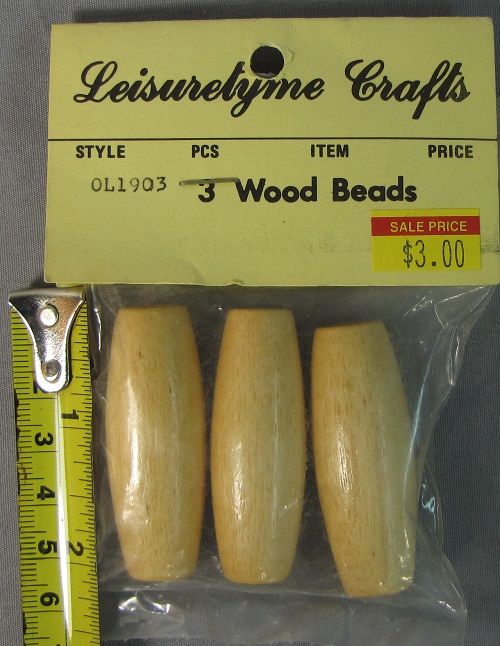 Leisuretyme Crafts
STYLE PCS ITEM PRICE
OL1903 3 Wood Beads
SALE PRICE
$3.00
1
3
4
5 2
6